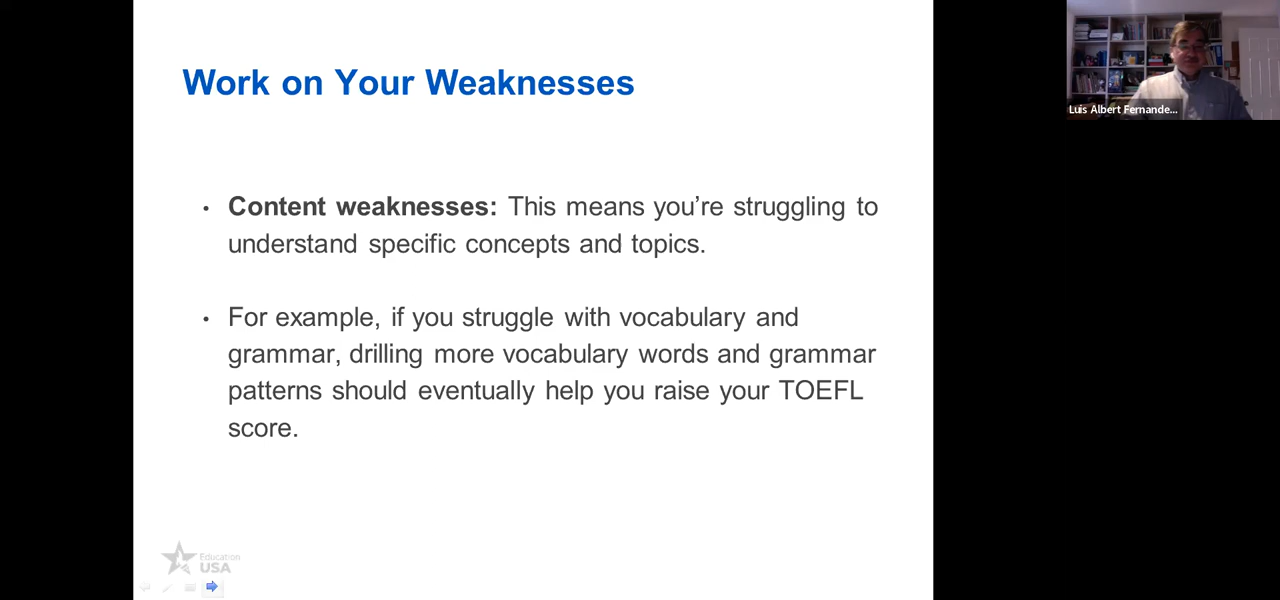 Work on Your Weaknesses
• Content weaknesses: This means you’re struggling to
understand specific concepts and topics.
• For example, if you struggle with vocabulary and
grammar, drilling more vocabulary words and grammar
patterns should eventually help you raise your TOEFL
score.
Education
USA
Luis Albert Fernande...